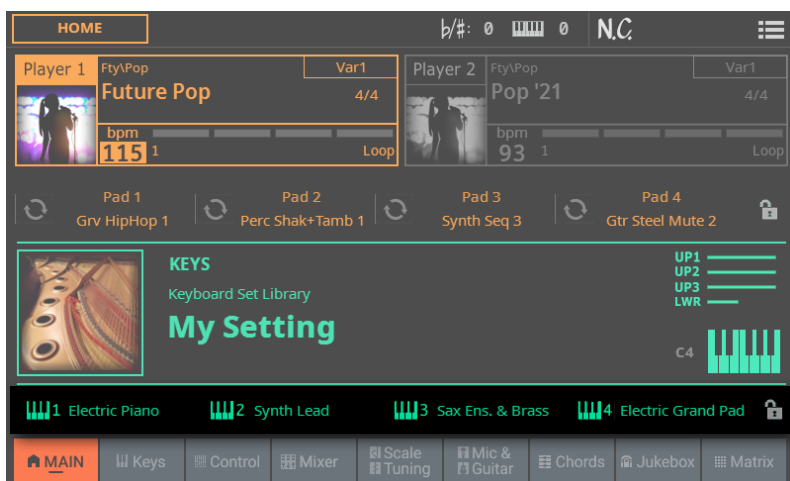 HOME
b/#: 0 0 N.C.
Player 1 Fty\Pop Var1
Future Pop 4/4
bpm
115 1 Loop
Player 2 Fty\Pop Var1
Pop '21 4/4
bpm
93 1 Loop
Pad 1
Grv HipHop 1
Pad 2
Perc Shak+Tamb 1
Pad 3
Synth Seq 3
Pad 4
Gtr Steel Mute 2
KEYS
Keyboard Set Library
My Setting
UP1
UP2
UP3
LWR
C4
1 Electric Piano
2 Synth Lead
3 Sax Ens. & Brass
4 Electric Grand Pad
MAIN
Keys
Control
Mixer
Scale
Tuning
Mic &
Guitar
Chords
Jukebox
Matrix